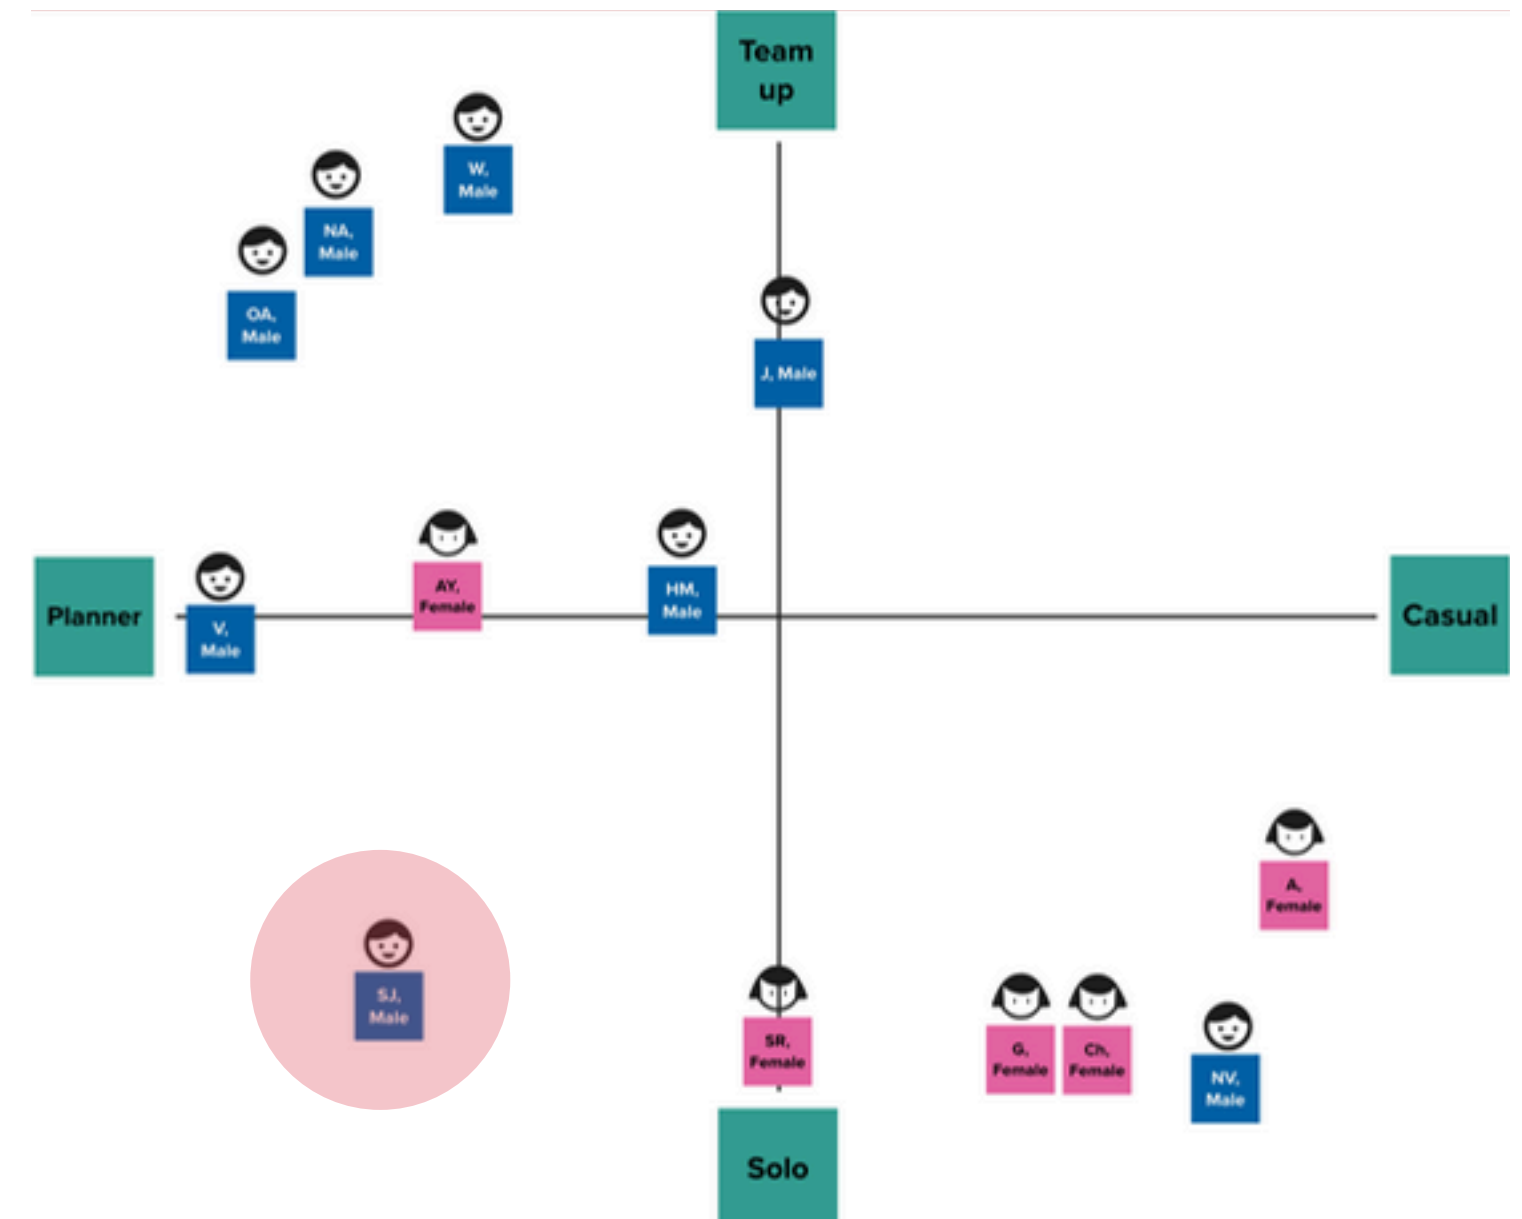 Team
up
W,
Male
NA,
Male
OA,
Male
J, Male
AY,
Female
HM,
Male
Planner
V,
Male
Casual
A,
Female
SJ,
Male
SR,
Female
G,
Female
Ch,
Female
NV,
Male
Solo